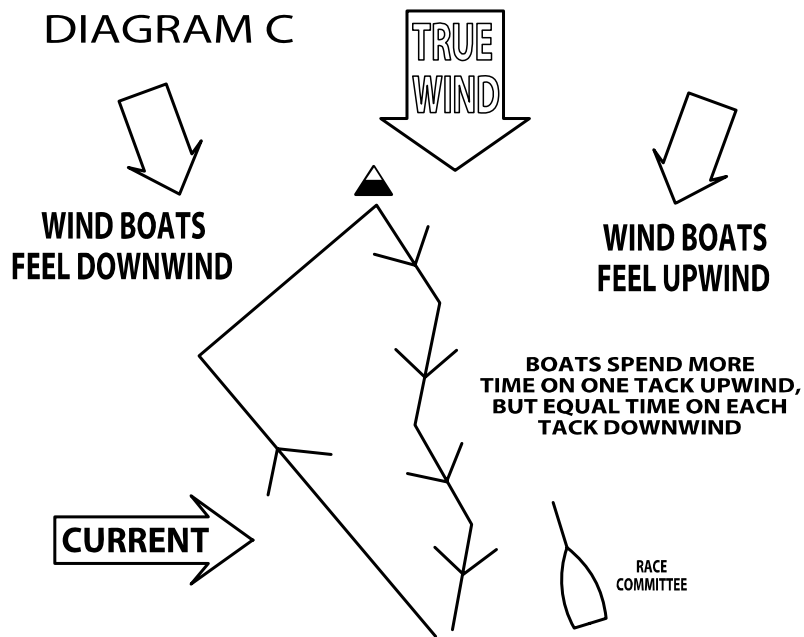 DIAGRAM C
TRUE
WIND
WIND BOATS
FEEL DOWNWIND
WIND BOATS
FEEL UPWIND
BOATS SPEND MORE
TIME ON ONE TACK UPWIND,
BUT EQUAL TIME ON EACH
TACK DOWNWIND
CURRENT
RACE
COMMITTEE